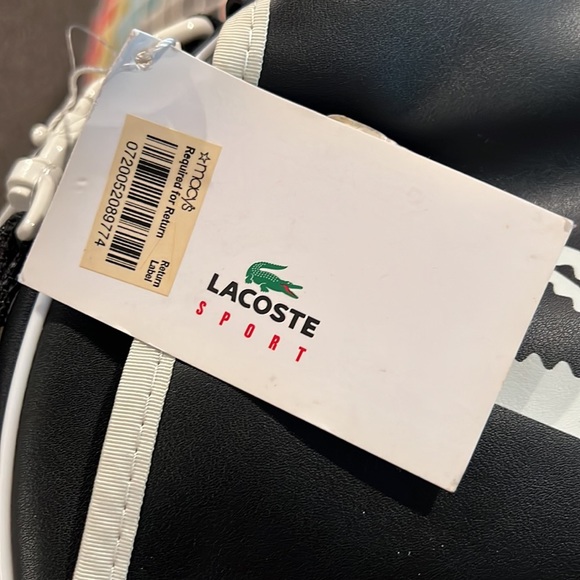 ★macy's
Required for Return
0720052089774
Return
Label
LACOSTE
SPORT